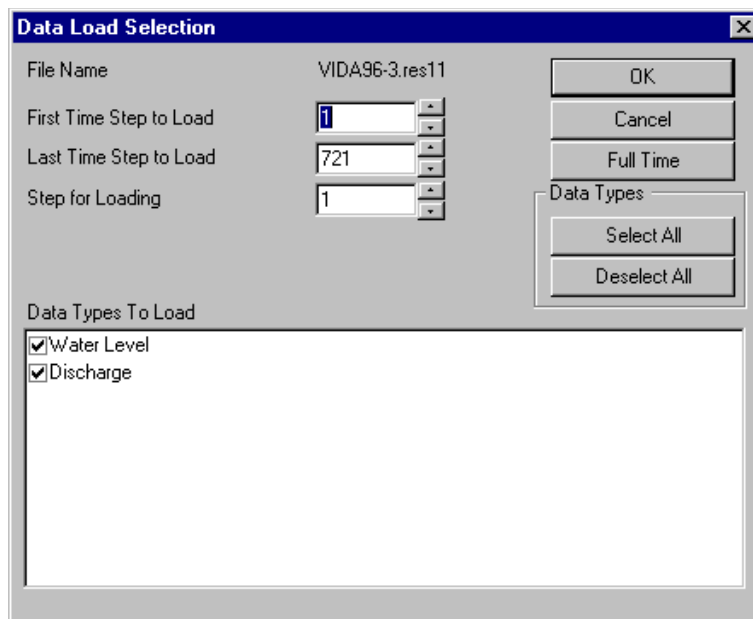 Data Load Selection
File Name VIDA96-3.res11
OK
First Time Step to Load 1
Cancel
Last Time Step to Load 721
Full Time
Step for Loading 1
Data Types
Select All
Deselect All
Data Types To Load
Water Level
Discharge